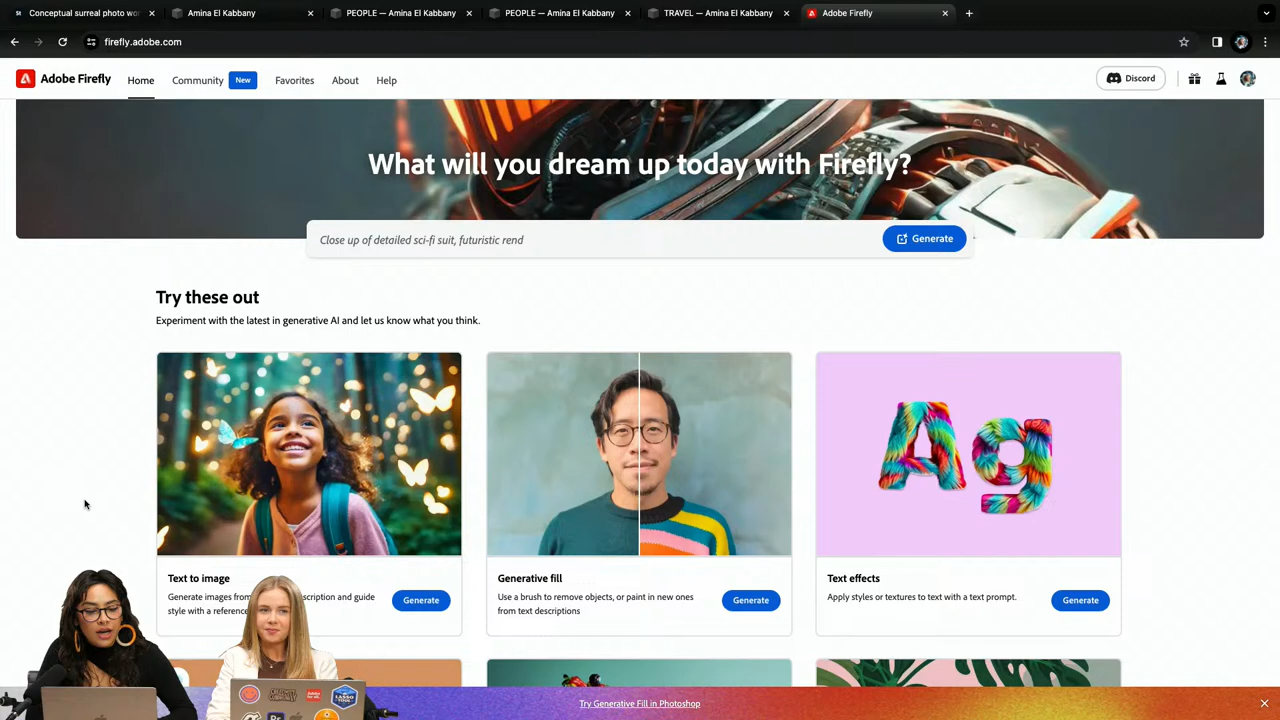 Conceptual surreal photo wor
Amina El Kabbany
PEOPLE — Amina El Kabbany
PEOPLE — Amina El Kabbany
TRAVEL — Amina El Kabbany
Adobe Firefly
firefly.adobe.com
Adobe Firefly
Home
Community
New
Favorites
About
Help
Discord
What will you dream up today with Firefly?
Close up of detailed sci-fi suit, futuristic rend
Generate
Try these out
Experiment with the latest in generative AI and let us know what you think.
Ag
Text to image
Generate images from
scription and guide
style with a reference
Generate
Generative fill
Use a brush to remove objects, or paint in new ones
from text descriptions
Generate
Text effects
Apply styles or textures to text with a text prompt.
Generate
LASSO
TOOL
Try Generative Fill in Photoshop